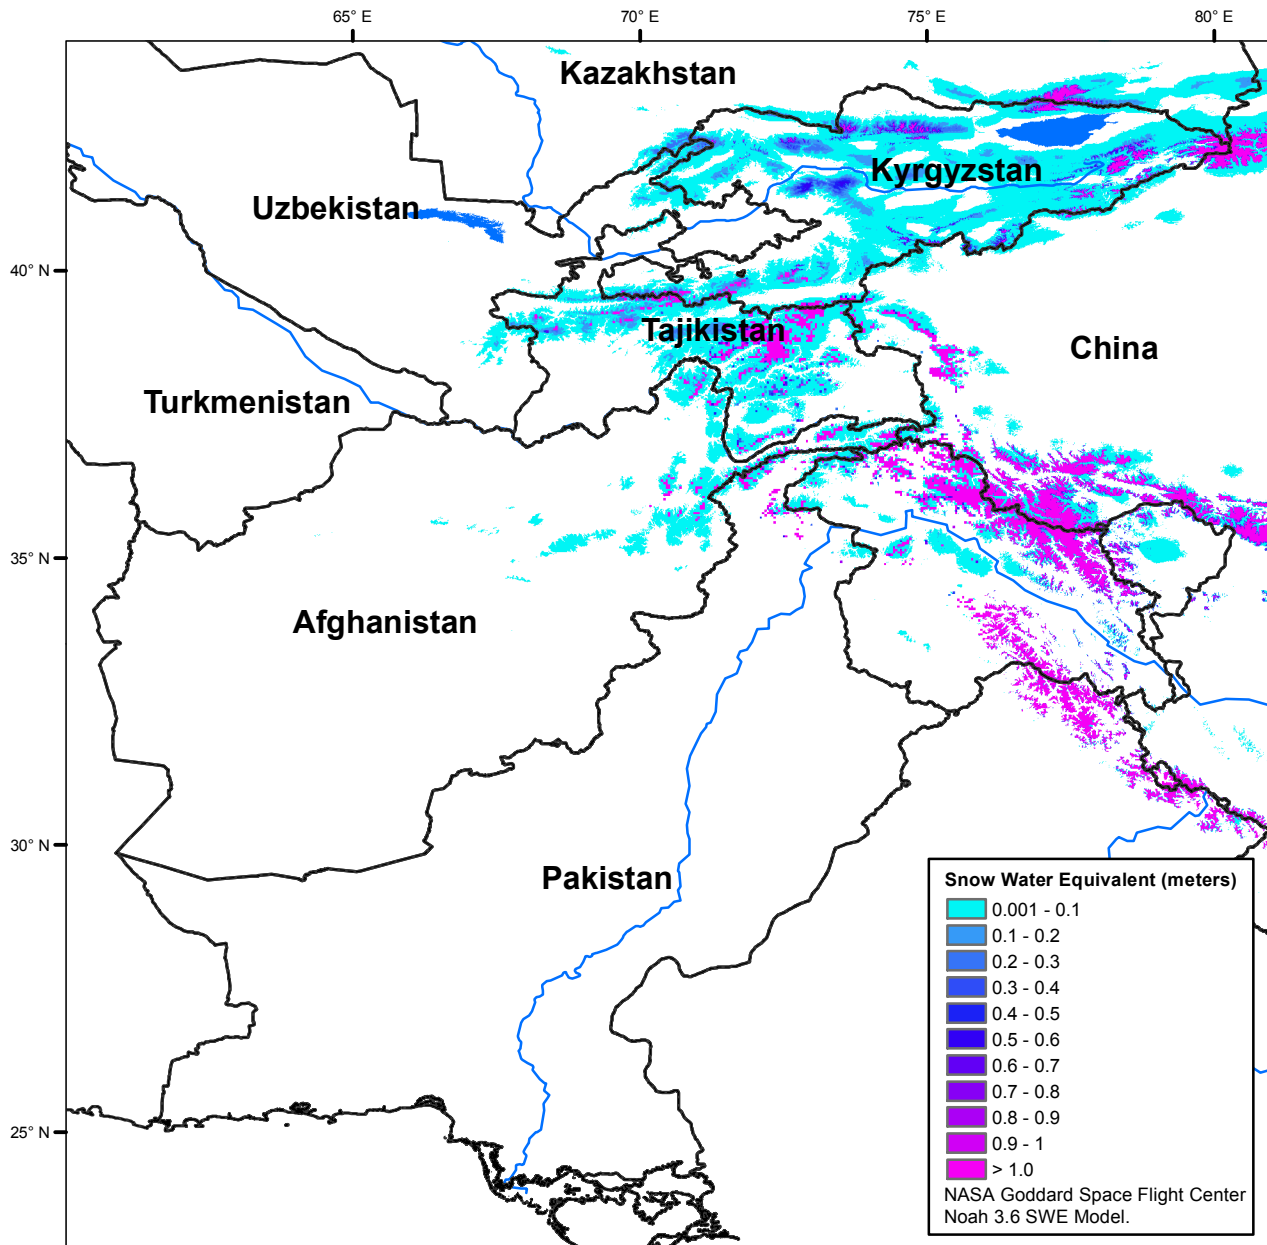 65° E
70° E
75° E
80° E
Kazakhstan
Kyrgyzstan
Uzbekistan
40° N
Tajikistan
China
Turkmenistan
35° N
Afghanistan
30° N
Pakistan
25° N
Snow Water Equivalent (meters)
0.001 - 0.1
0.1 - 0.2
0.2 - 0.3
0.3 - 0.4
0.4 - 0.5
0.5 - 0.6
0.6 - 0.7
0.7 - 0.8
0.8 - 0.9
0.9 - 1
> 1.0
NASA Goddard Space Flight Center
Noah 3.6 SWE Model.